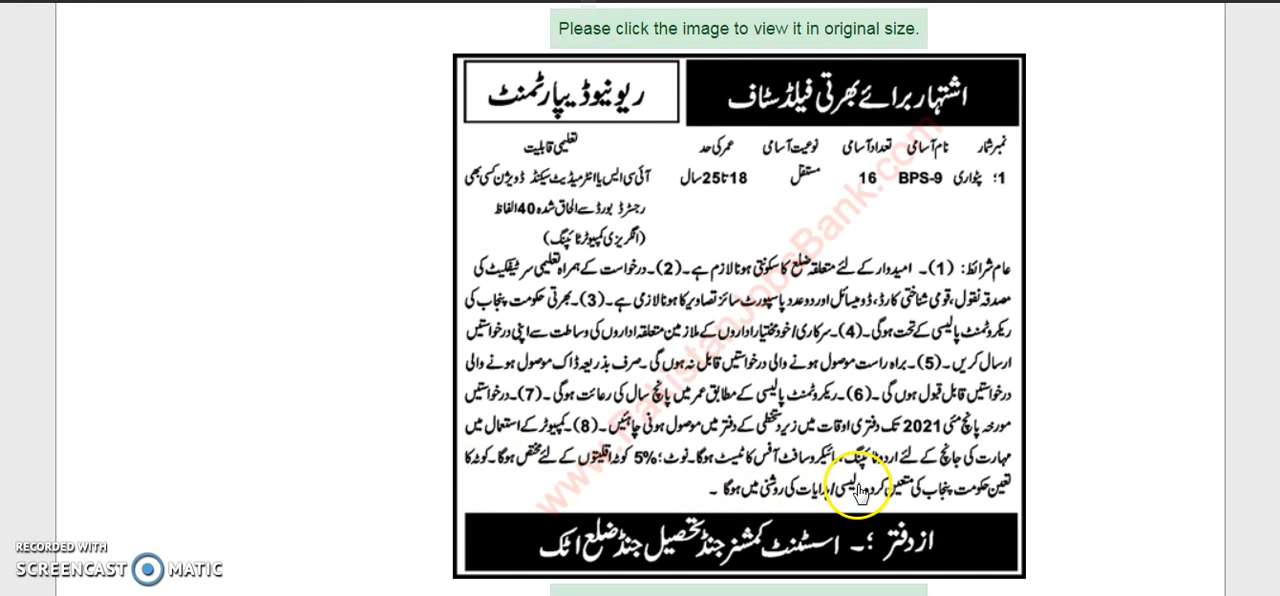 Please click the image to view it in original size.
اشتہار برائے بھرتی فیلڈ سٹاف
ریونیو ڈیپارٹمنٹ
نمبر شمار نام آسامی تعداد آسامی نوعیت آسامی عمر کی حد تعلیمی قابلیت
1؛ پٹواری BPS-9 16 مستقل 18 تا 25 سال آئی سی ایس یا انٹرمیڈیٹ سیکنڈ ڈویژن کسی بھی
رجسٹرڈ بورڈ سے الحاق شدہ 40 الفاظ
(انگریزی کمپیوٹر ٹائپنگ)
عام شرائط: (1)۔ امیدوار کے لئے متعلقہ ضلع کا سکونتی ہونا لازم ہے۔ (2)۔ درخواست کے ہمراہ تعلیمی سرٹیفکیٹ کی
مصدقہ نقول، قومی شناختی کارڈ، ڈومیسائل اور دو عدد پاسپورٹ سائز تصاویر کا ہونا لازمی ہے۔ (3)۔ بھرتی حکومت پنجاب کی
ریکروٹمنٹ پالیسی کے تحت ہوگی۔ (4)۔ سرکاری/خود مختیار اداروں کے ملازمین متعلقہ اداروں کی وساطت سے اپنی درخواستیں
ارسال کریں۔ (5)۔ براہ راست موصول ہونے والی درخواستیں قابل نہ ہوں گی۔ صرف بذریعہ ڈاک موصول ہونے والی
درخواستیں قابل قبول ہوں گی۔ (6)۔ ریکروٹمنٹ پالیسی کے مطابق عمر میں پانچ سال کی رعائت ہوگی۔ (7)۔ درخواستیں
مورخہ پانچ مئی 2021 تک دفتری اوقات میں زیر دستخطی کے دفتر میں موصول ہونی چاہئیں۔ (8)۔ کمپیوٹر کے استعمال میں
مہارت کی جانچ کے لئے اردو ٹائپنگ، مائیکرو سافٹ آفس کا ٹیسٹ ہوگا۔ نوٹ؛ 5% کوٹہ اقلیتوں کے لئے مختص ہوگا۔ کوٹہ کا
تعین حکومت پنجاب کی متعین کردہ پالیسی/ہدایات کی روشنی میں ہوگا۔
از دفتر ؛۔ اسسٹنٹ کمشنر جنڈ تحصیل جنڈ ضلع اٹک
www.PakistanJobsBank.com
RECORDED WITH
SCREENCAST MATIC